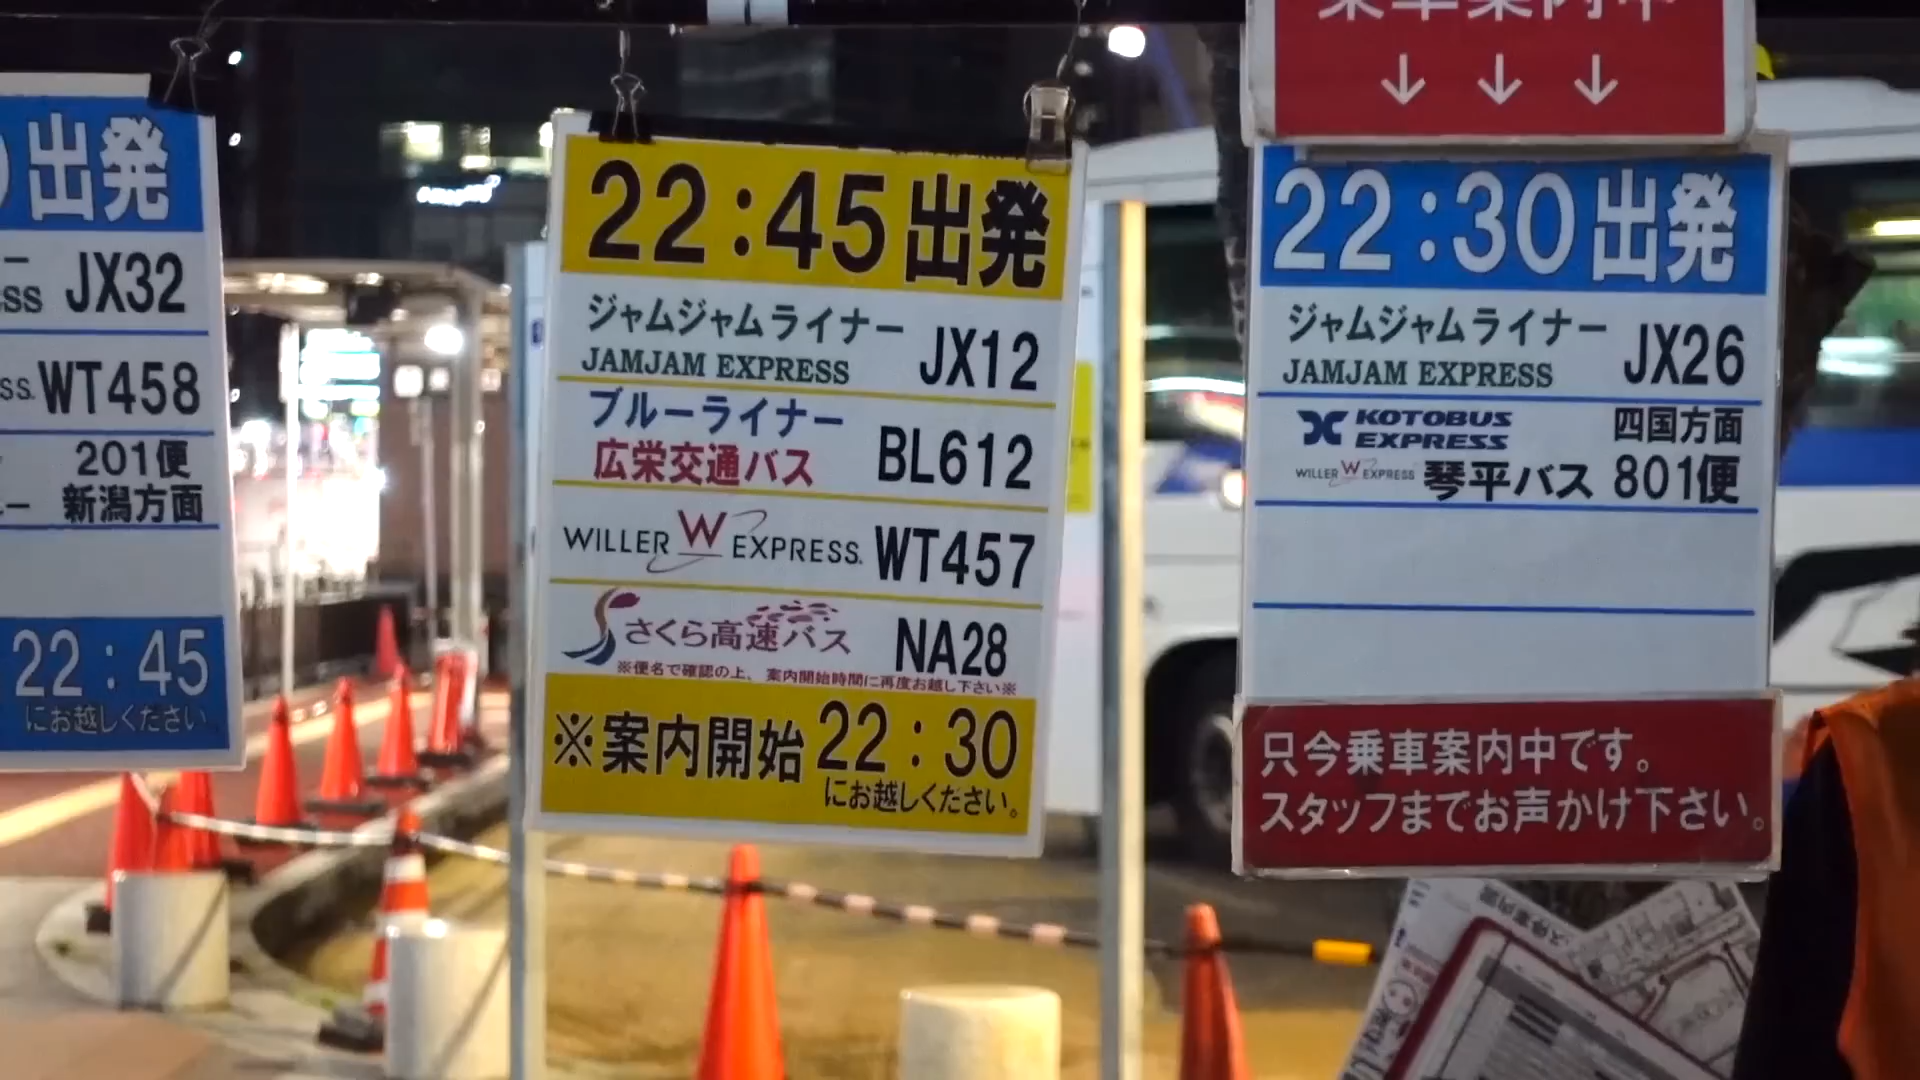 出発
JX32
WT458
201便
新潟方面
22：45
にお越しください。
22：45出発
ジャムジャムライナー
JAMJAM EXPRESS JX12
ブルーライナー
広栄交通バス BL612
WILLER EXPRESS. WT457
さくら高速バス NA28
※便名で確認の上、案内開始時間に再度お越し下さい※
※案内開始 22：30
にお越しください。
乗車案内中
↓ ↓ ↓
22：30出発
ジャムジャムライナー
JAMJAM EXPRESS JX26
KOTOBUS EXPRESS 四国方面
WILLER EXPRESS 琴平バス 801便
只今乗車案内中です。
スタッフまでお声かけ下さい。